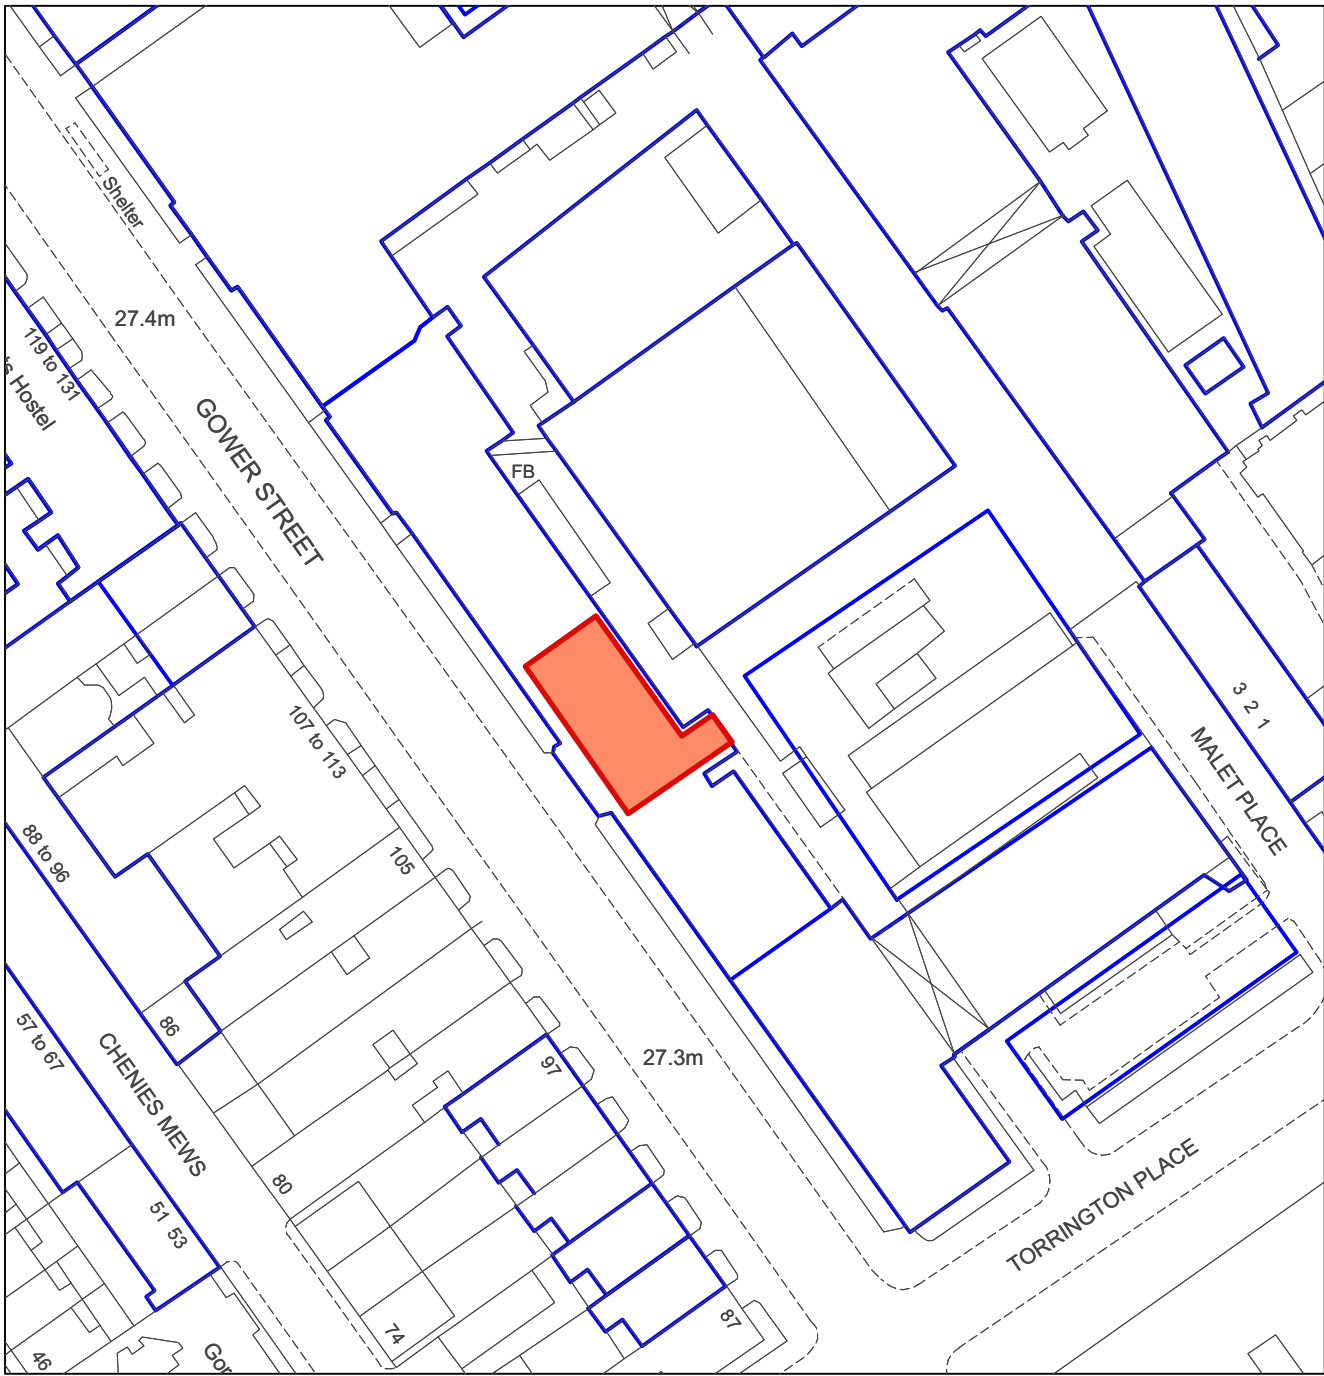 Shelter
27.4m
119 to 131
ts Hostel
GOWER STREET
FB
107 to 113
3 2 1
MALET PLACE
88 to 96
105
57 to 67
86
CHENIES MEWS
97
27.3m
80
51 53
TORRINGTON PLACE
74
87
46
Gor